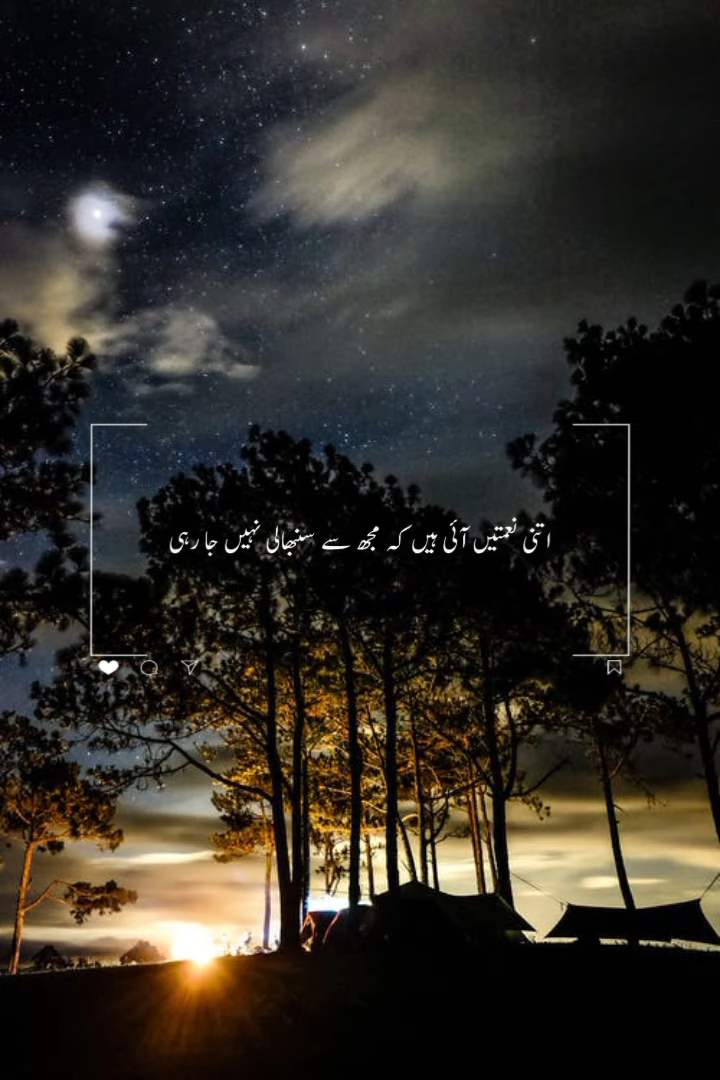 اتنی نعمتیں آئی ہیں کہ مجھ سے سنبھالی نہیں جا رہی